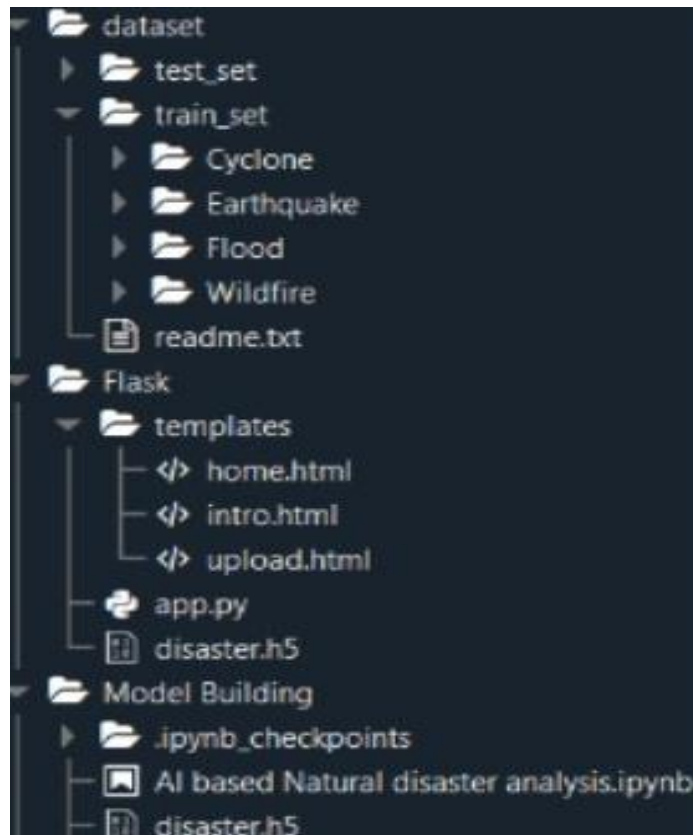 dataset
test_set
train_set
Cyclone
Earthquake
Flood
Wildfire
readme.txt
Flask
templates
home.html
intro.html
upload.html
app.py
disaster.h5
Model Building
.ipynb_checkpoints
AI based Natural disaster analysis.ipynb
disaster.h5